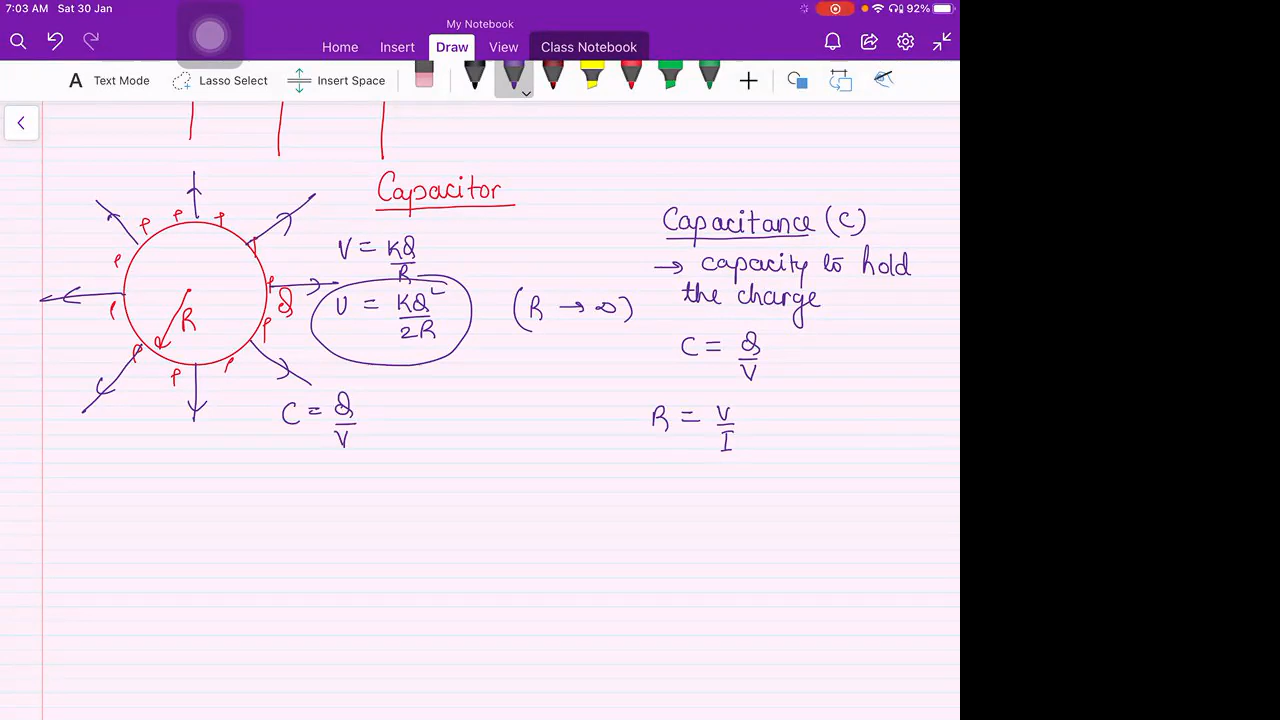 7:03 AM Sat 30 Jan
92%
My Notebook
Home Insert Draw View Class Notebook
A Text Mode Lasso Select Insert Space
Capacitor
Capacitance (C)
→ capacity to hold
the charge
V = KQ/R
U = KQ²/2R
(R → ∞)
C = Q/V
R
Q
C = Q/V
R = V/I